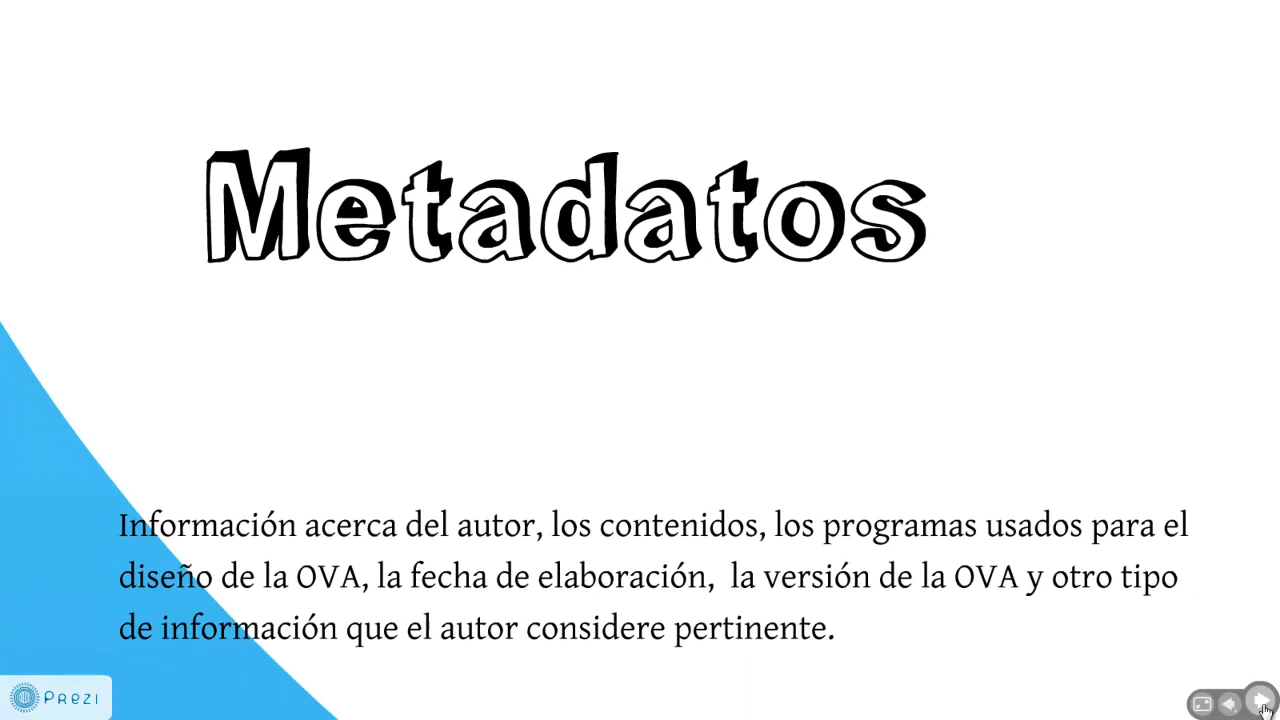 Metadatos
Información acerca del autor, los contenidos, los programas usados para el
diseño de la OVA, la fecha de elaboración, la versión de la OVA y otro tipo
de información que el autor considere pertinente.
Prezi